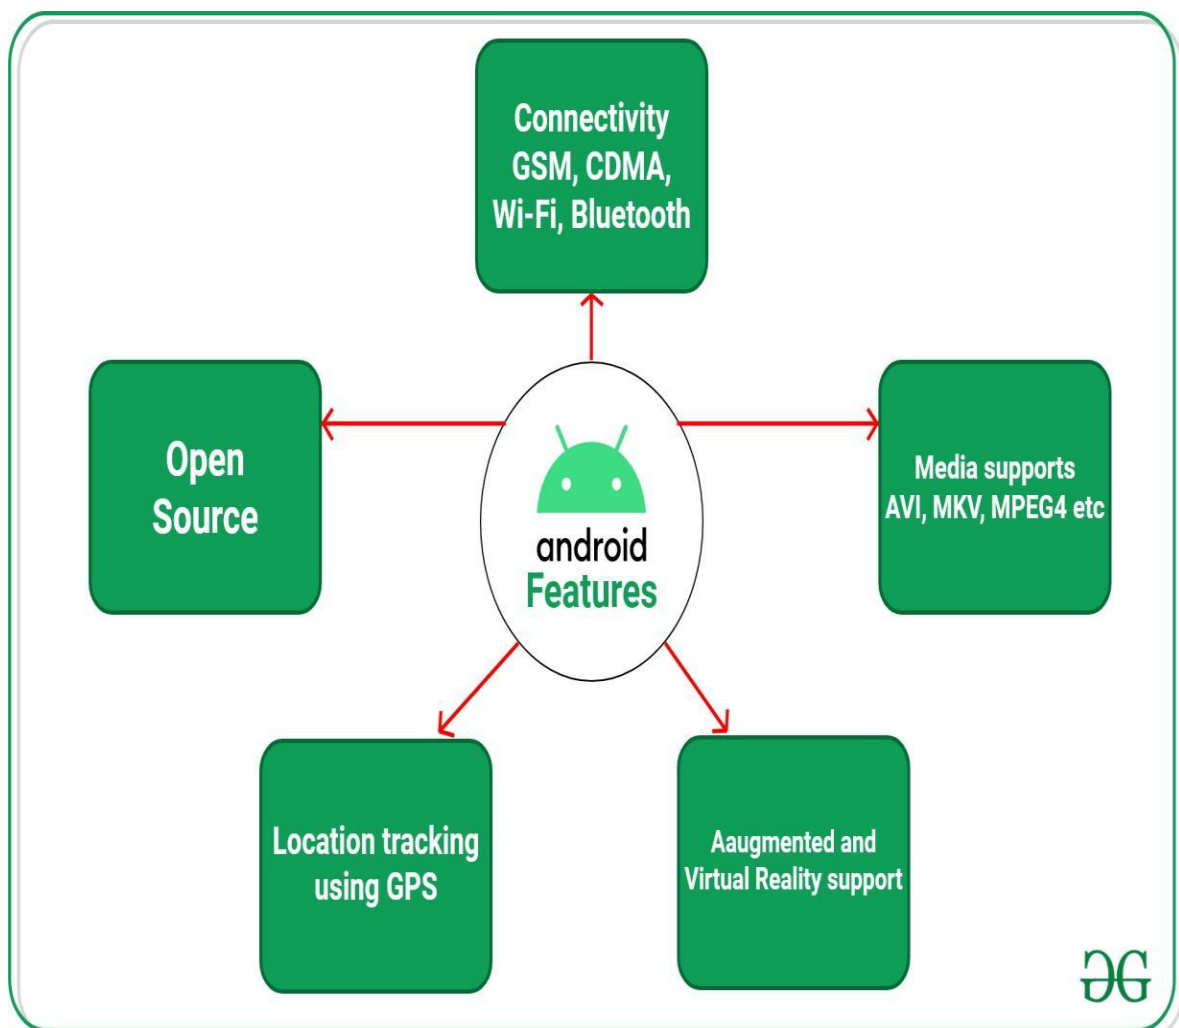 Connectivity
GSM, CDMA,
Wi-Fi, Bluetooth
Open
Source
android
Features
Media supports
AVI, MKV, MPEG4 etc
Location tracking
using GPS
Aaugmented and
Virtual Reality support